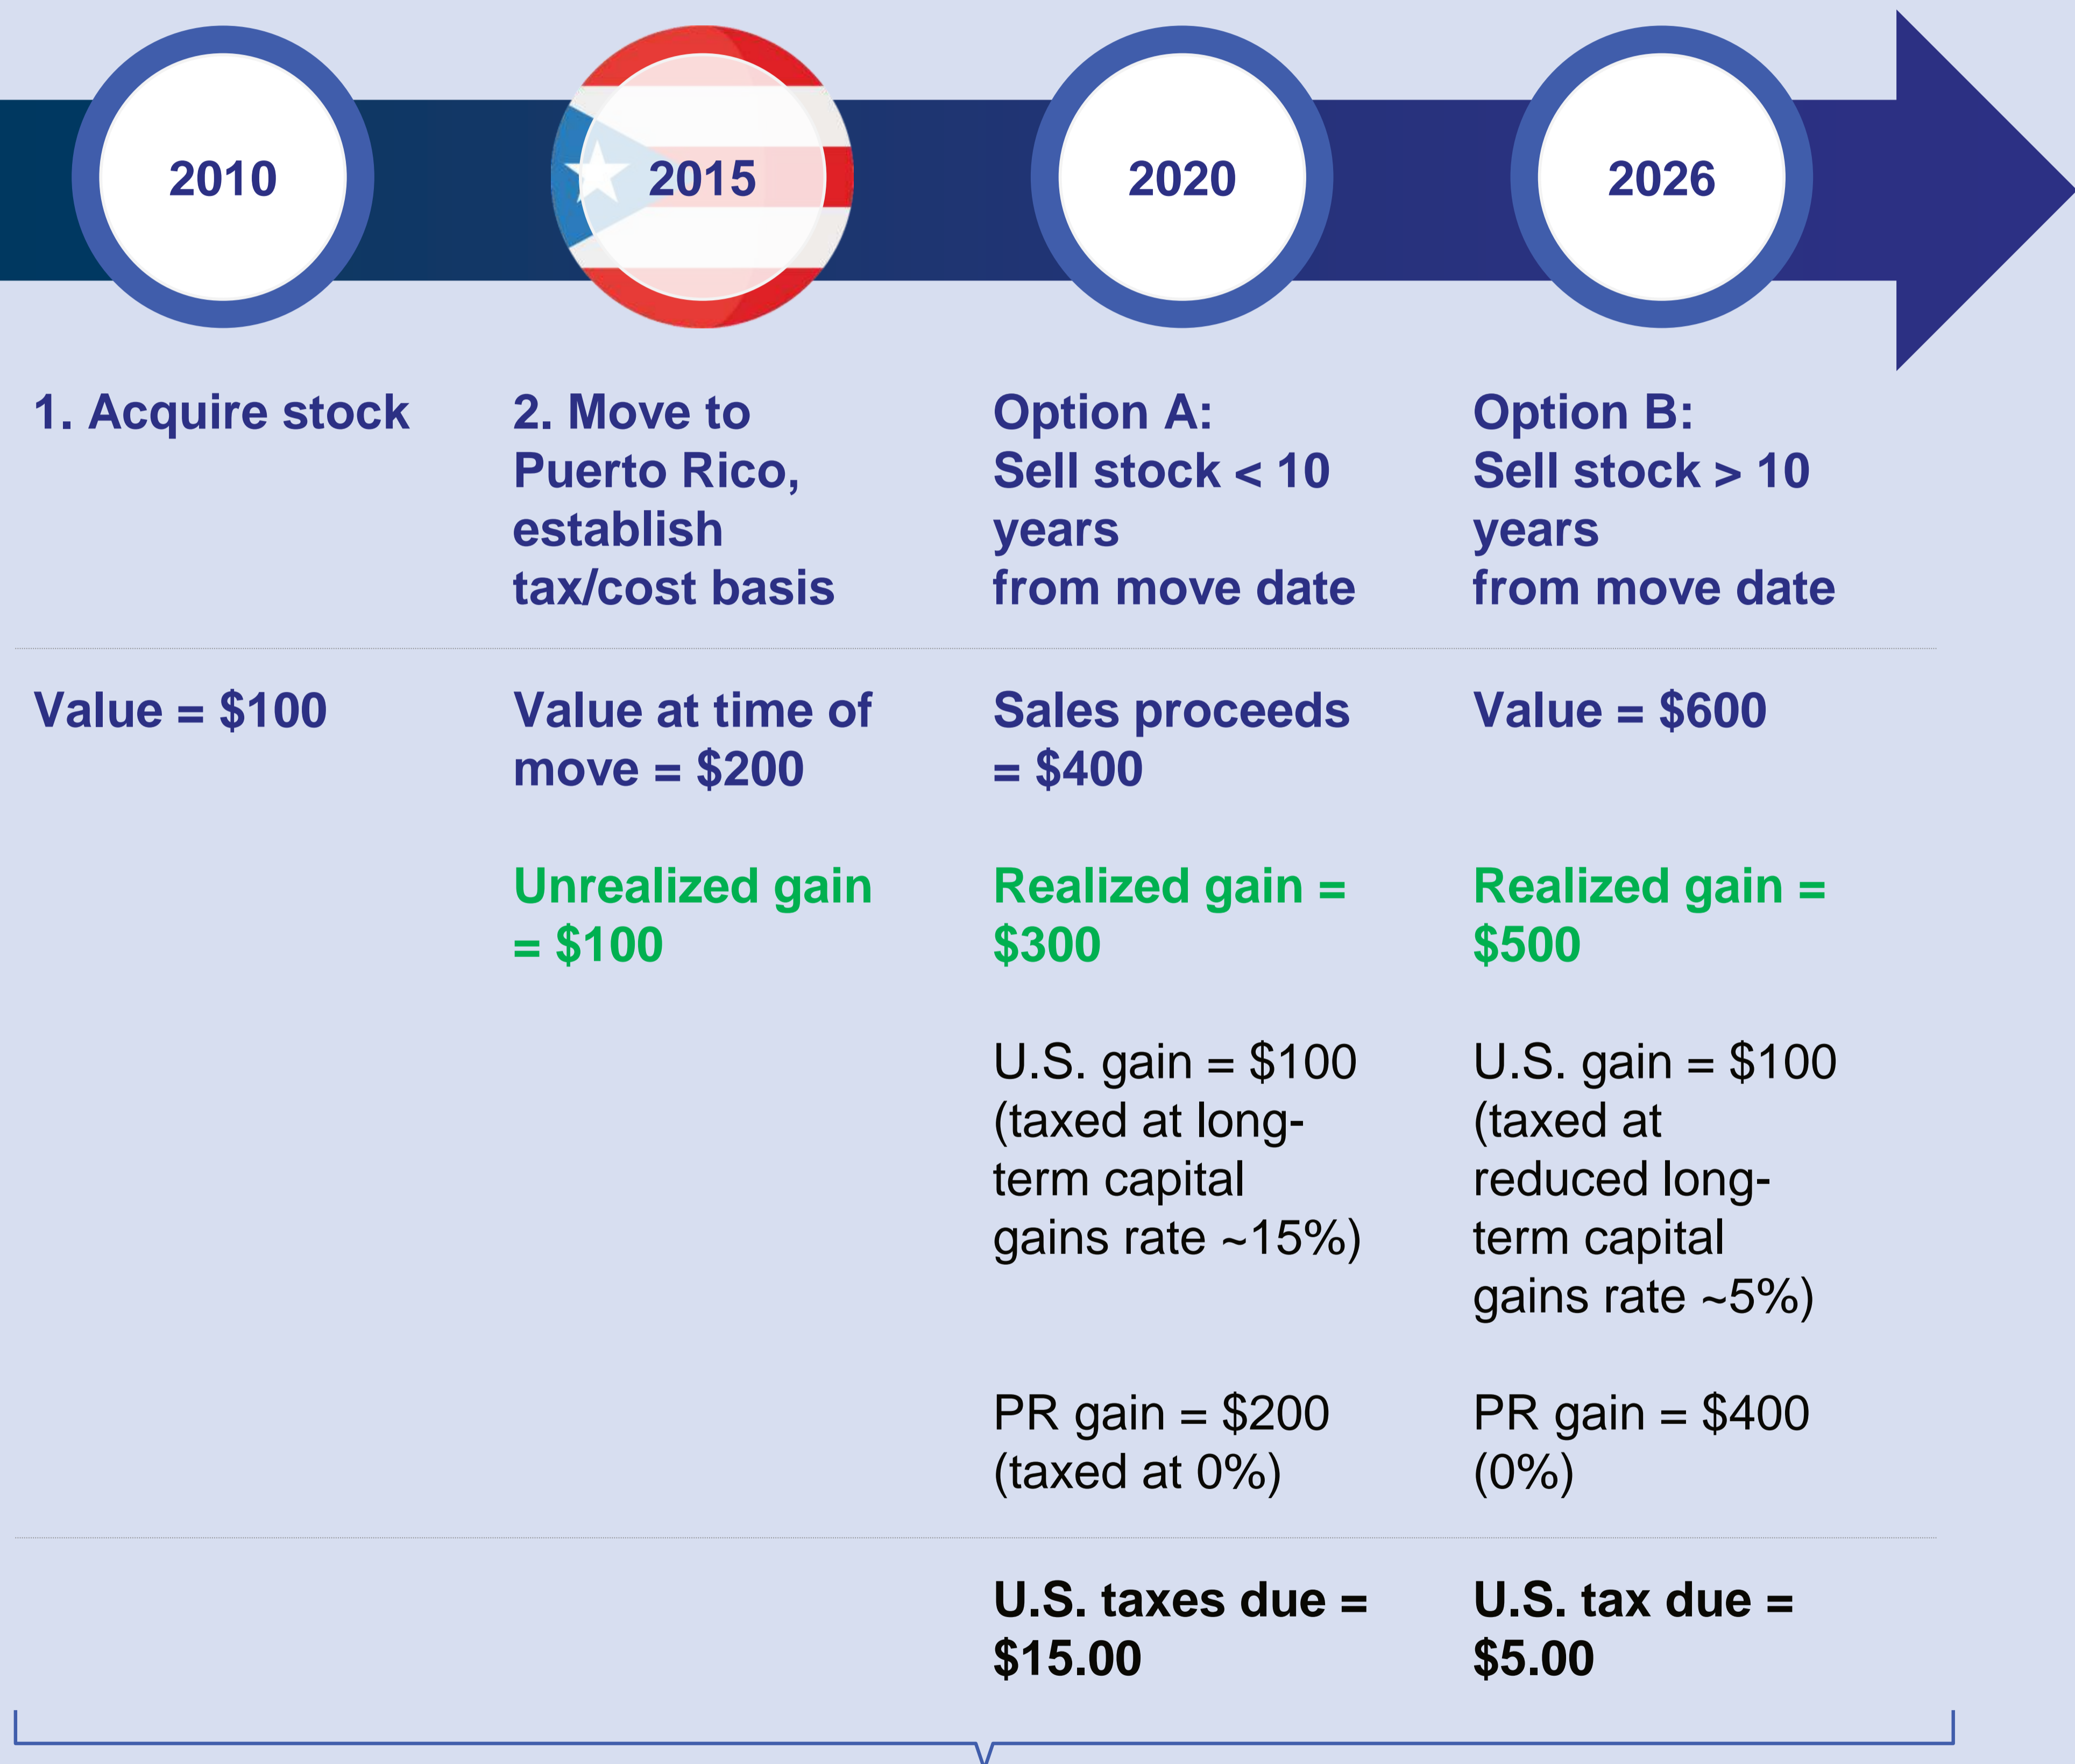 2010
2015
2020
2026
1. Acquire stock
2. Move to
Puerto Rico,
establish
tax/cost basis
Option A:
Sell stock < 10
years
from move date
Option B:
Sell stock > 10
years
from move date
Value = $100
Value at time of
move = $200
Unrealized gain
= $100
Sales proceeds
= $400
Realized gain =
$300
U.S. gain = $100
(taxed at long-
term capital
gains rate ~15%)
PR gain = $200
(taxed at 0%)
Value = $600
Realized gain =
$500
U.S. gain = $100
(taxed at
reduced long-
term capital
gains rate ~5%)
PR gain = $400
(0%)
U.S. taxes due =
$15.00
U.S. tax due =
$5.00